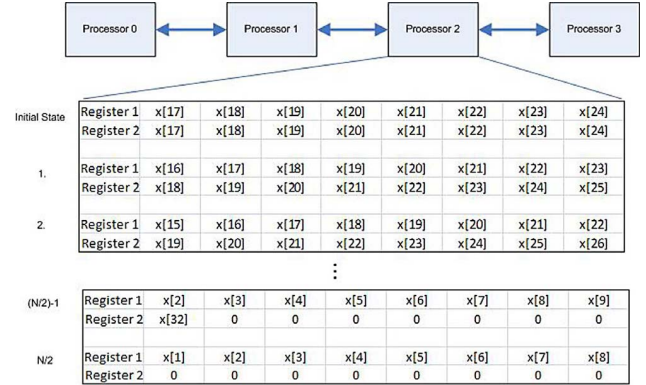 Processor 0 Processor 1 Processor 2 Processor 3
Initial State Register 1 x[17] x[18] x[19] x[20] x[21] x[22] x[23] x[24]
Register 2 x[17] x[18] x[19] x[20] x[21] x[22] x[23] x[24]
1. Register 1 x[16] x[17] x[18] x[19] x[20] x[21] x[22] x[23]
Register 2 x[18] x[19] x[20] x[21] x[22] x[23] x[24] x[25]
2. Register 1 x[15] x[16] x[17] x[18] x[19] x[20] x[21] x[22]
Register 2 x[19] x[20] x[21] x[22] x[23] x[24] x[25] x[26]
⋮
(N/2)-1 Register 1 x[2] x[3] x[4] x[5] x[6] x[7] x[8] x[9]
Register 2 x[32] 0 0 0 0 0 0 0
N/2 Register 1 x[1] x[2] x[3] x[4] x[5] x[6] x[7] x[8]
Register 2 0 0 0 0 0 0 0 0